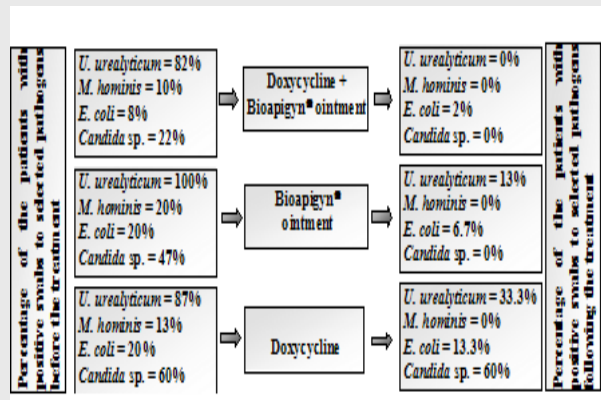 Percentage of the patients with
positive swabs to selected pathogens
before the treatment
U. urealyticum = 82%
M. hominis = 10%
E. coli = 8%
Candida sp. = 22%
Doxycycline +
Bioapigyn® ointment
U. urealyticum = 0%
M. hominis = 0%
E. coli = 2%
Candida sp. = 0%
U. urealyticum = 100%
M. hominis = 20%
E. coli = 20%
Candida sp. = 47%
Bioapigyn®
ointment
U. urealyticum = 13%
M. hominis = 0%
E. coli = 6.7%
Candida sp. = 0%
U. urealyticum = 87%
M. hominis = 13%
E. coli = 20%
Candida sp. = 60%
Doxycycline
U. urealyticum = 33.3%
M. hominis = 0%
E. coli = 13.3%
Candida sp. = 60%
Percentage of the patients with
positive swabs to selected pathogens
following the treatment